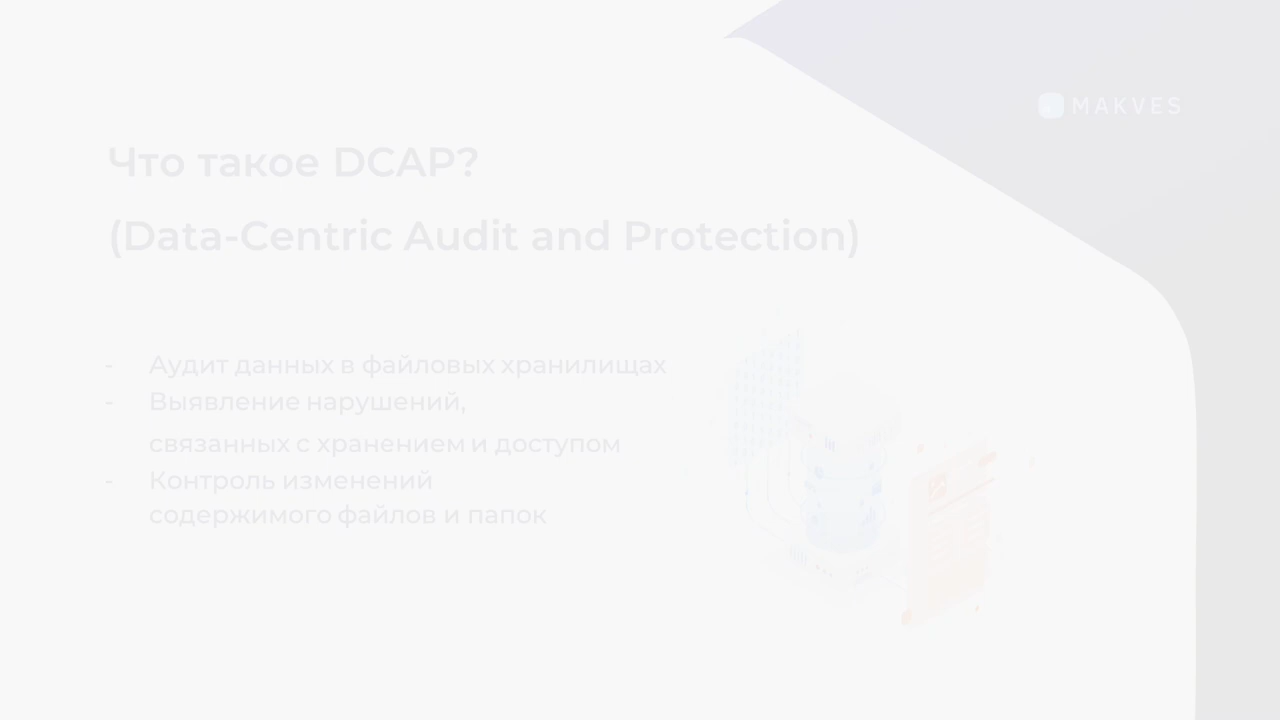 MAKVES
Что такое DCAP?
(Data-Centric Audit and Protection)
- Аудит данных в файловых хранилищах
- Выявление нарушений,
связанных с хранением и доступом
- Контроль изменений
содержимого файлов и папок